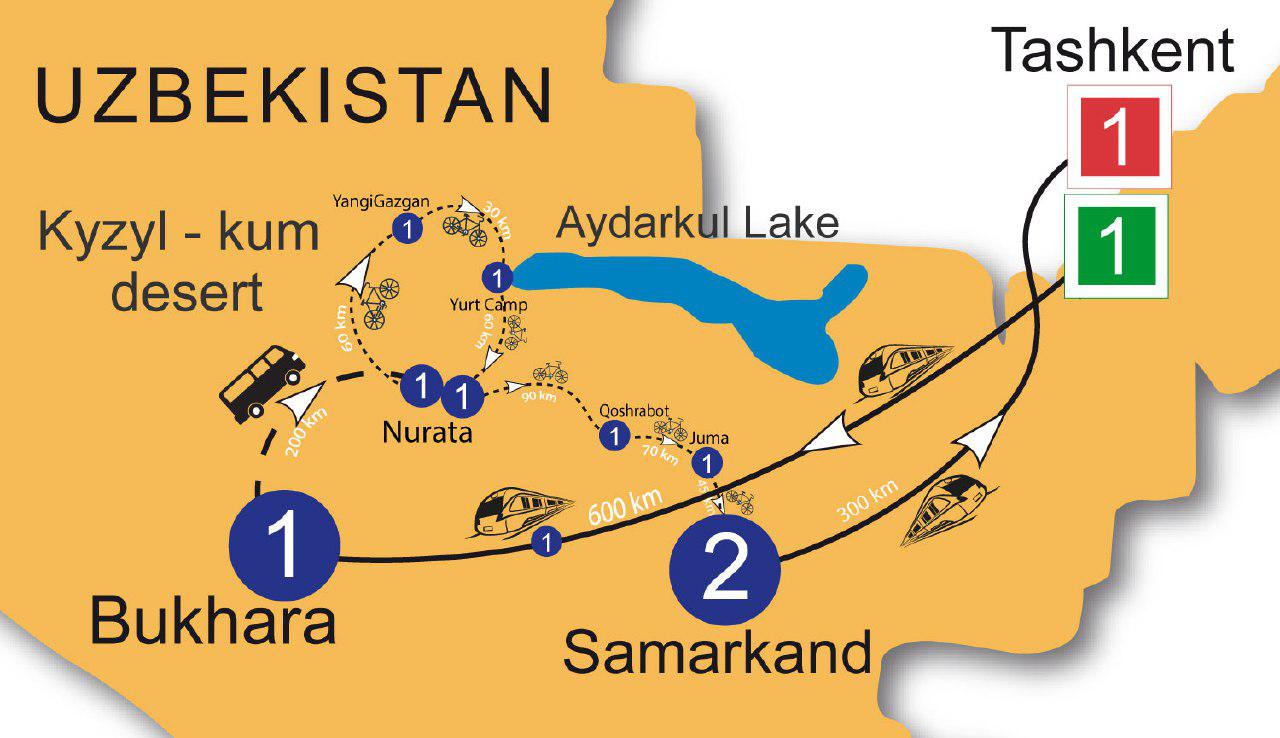 UZBEKISTAN
Tashkent
1
1
Kyzyl - kum
desert
YangiGazgan
1
30 km
Aydarkul Lake
1
Yurt Camp
60 km
60 km
200 km
1
1
Nurata
90 km
Qoshrabot
1
70 km
Juma
1
45 km
600 km
300 km
1
1
2
Bukhara
Samarkand